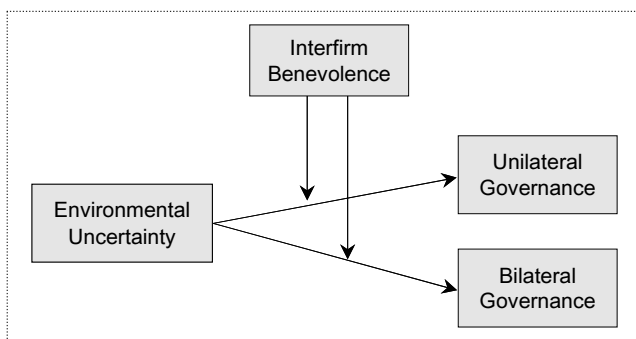 Interfirm
Benevolence
Unilateral
Governance
Environmental
Uncertainty
Bilateral
Governance